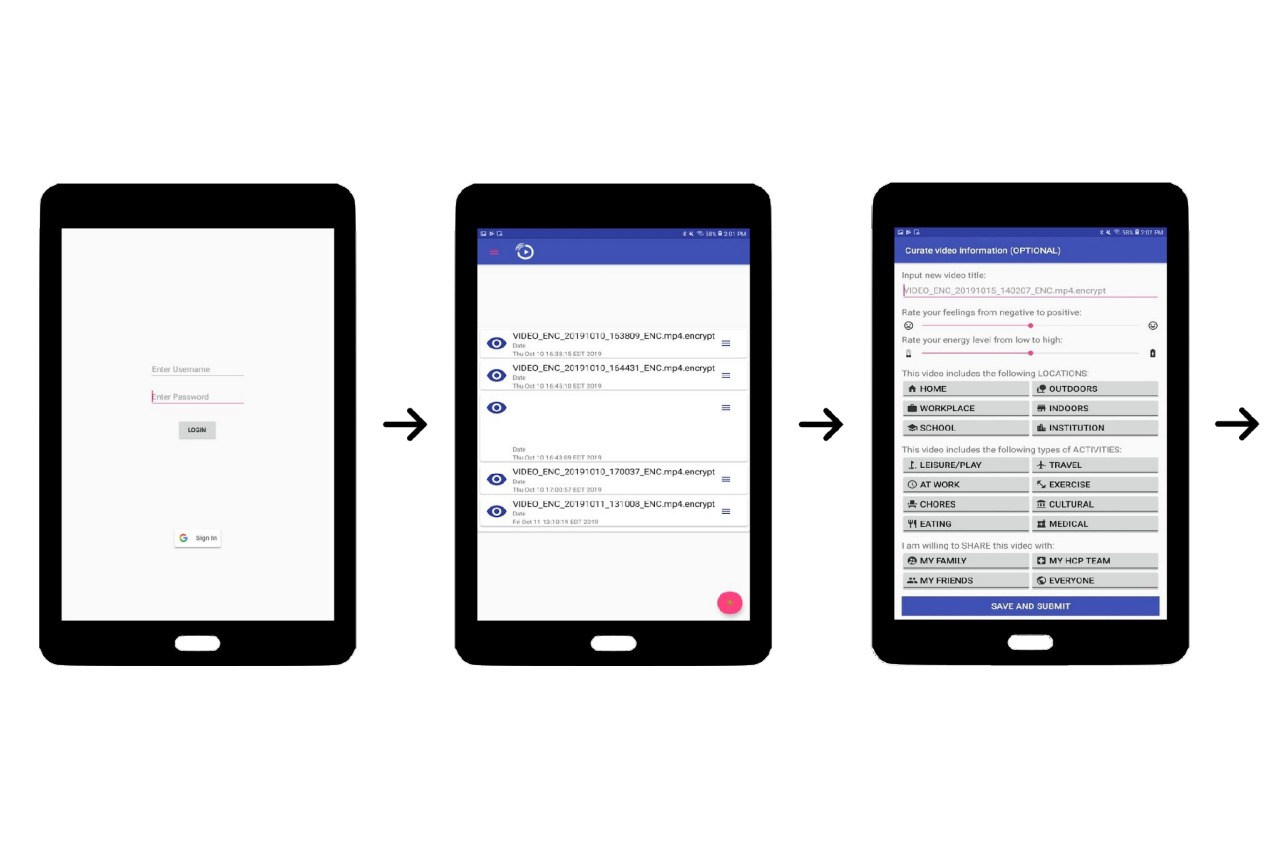 Enter Username
Enter Password
LOGIN
Sign In
58% 2:01 PM
VIDEO_ENC_20191010_163809_ENC.mp4.encrypt
Date
Thu Oct 10 16:38:15 EDT 2019
VIDEO_ENC_20191010_164431_ENC.mp4.encrypt
Date
Thu Oct 10 16:45:10 EDT 2019
Date
Thu Oct 10 16:43:09 EDT 2019
VIDEO_ENC_20191010_170037_ENC.mp4.encrypt
Date
Thu Oct 10 17:00:57 EDT 2019
VIDEO_ENC_20191011_131008_ENC.mp4.encrypt
Date
Fri Oct 11 13:10:19 EDT 2019
58% 2:02 PM
Curate video information (OPTIONAL)
Input new video title:
VIDEO_ENC_20191015_140207_ENC.mp4.encrypt
Rate your feelings from negative to positive:
Rate your energy level from low to high:
This video includes the following LOCATIONS:
HOME OUTDOORS
WORKPLACE INDOORS
SCHOOL INSTITUTION
This video includes the following types of ACTIVITIES:
LEISURE/PLAY TRAVEL
AT WORK EXERCISE
CHORES CULTURAL
EATING MEDICAL
I am willing to SHARE this video with:
MY FAMILY MY HCP TEAM
MY FRIENDS EVERYONE
SAVE AND SUBMIT